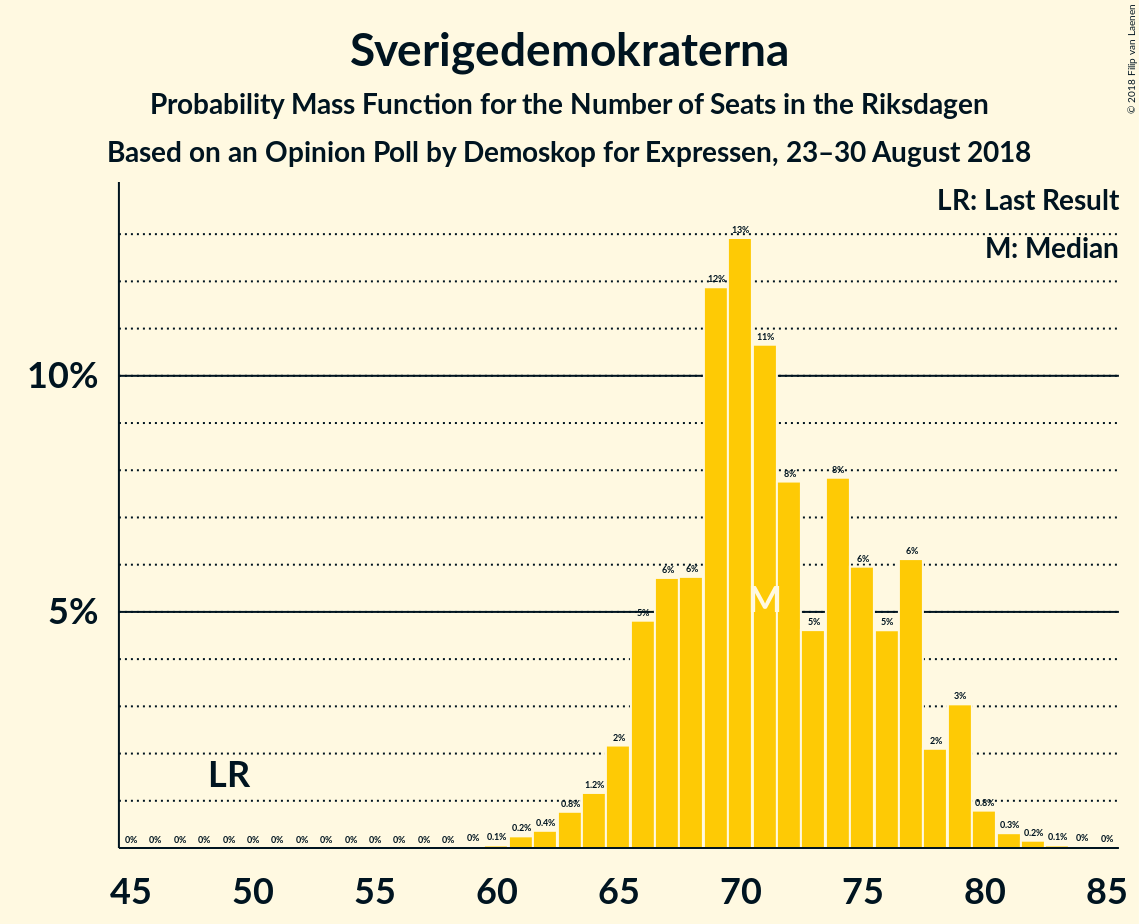 Sverigedemokraterna
Probability Mass Function for the Number of Seats in the Riksdagen
Based on an Opinion Poll by Demoskop for Expressen, 23–30 August 2018
© 2018 Filip van Laenen
LR: Last Result
M: Median
10%
5%
0% 0% 0% 0% 0% 0% 0% 0% 0% 0% 0% 0% 0% 0% 0% 0.1% 0.2% 0.4% 0.8% 1.2% 2% 5% 6% 6% 12% 13% 11% 8% 5% 8% 6% 5% 6% 2% 3% 0.8% 0.3% 0.2% 0.1% 0% 0%
LR
M
45 50 55 60 65 70 75 80 85